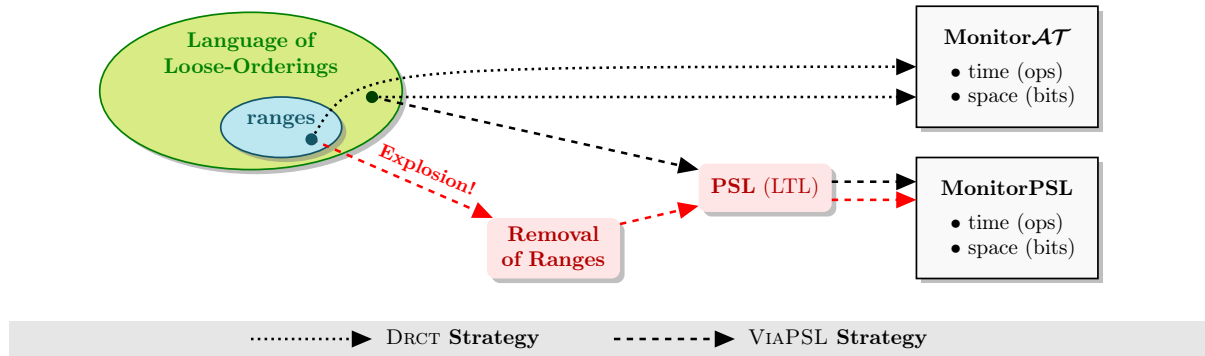 Language of
Loose-Orderings
ranges
Explosion!
Removal
of Ranges
PSL (LTL)
Monitor𝒜𝒯
• time (ops)
• space (bits)
MonitorPSL
• time (ops)
• space (bits)
DRCT Strategy
VIAPSL Strategy